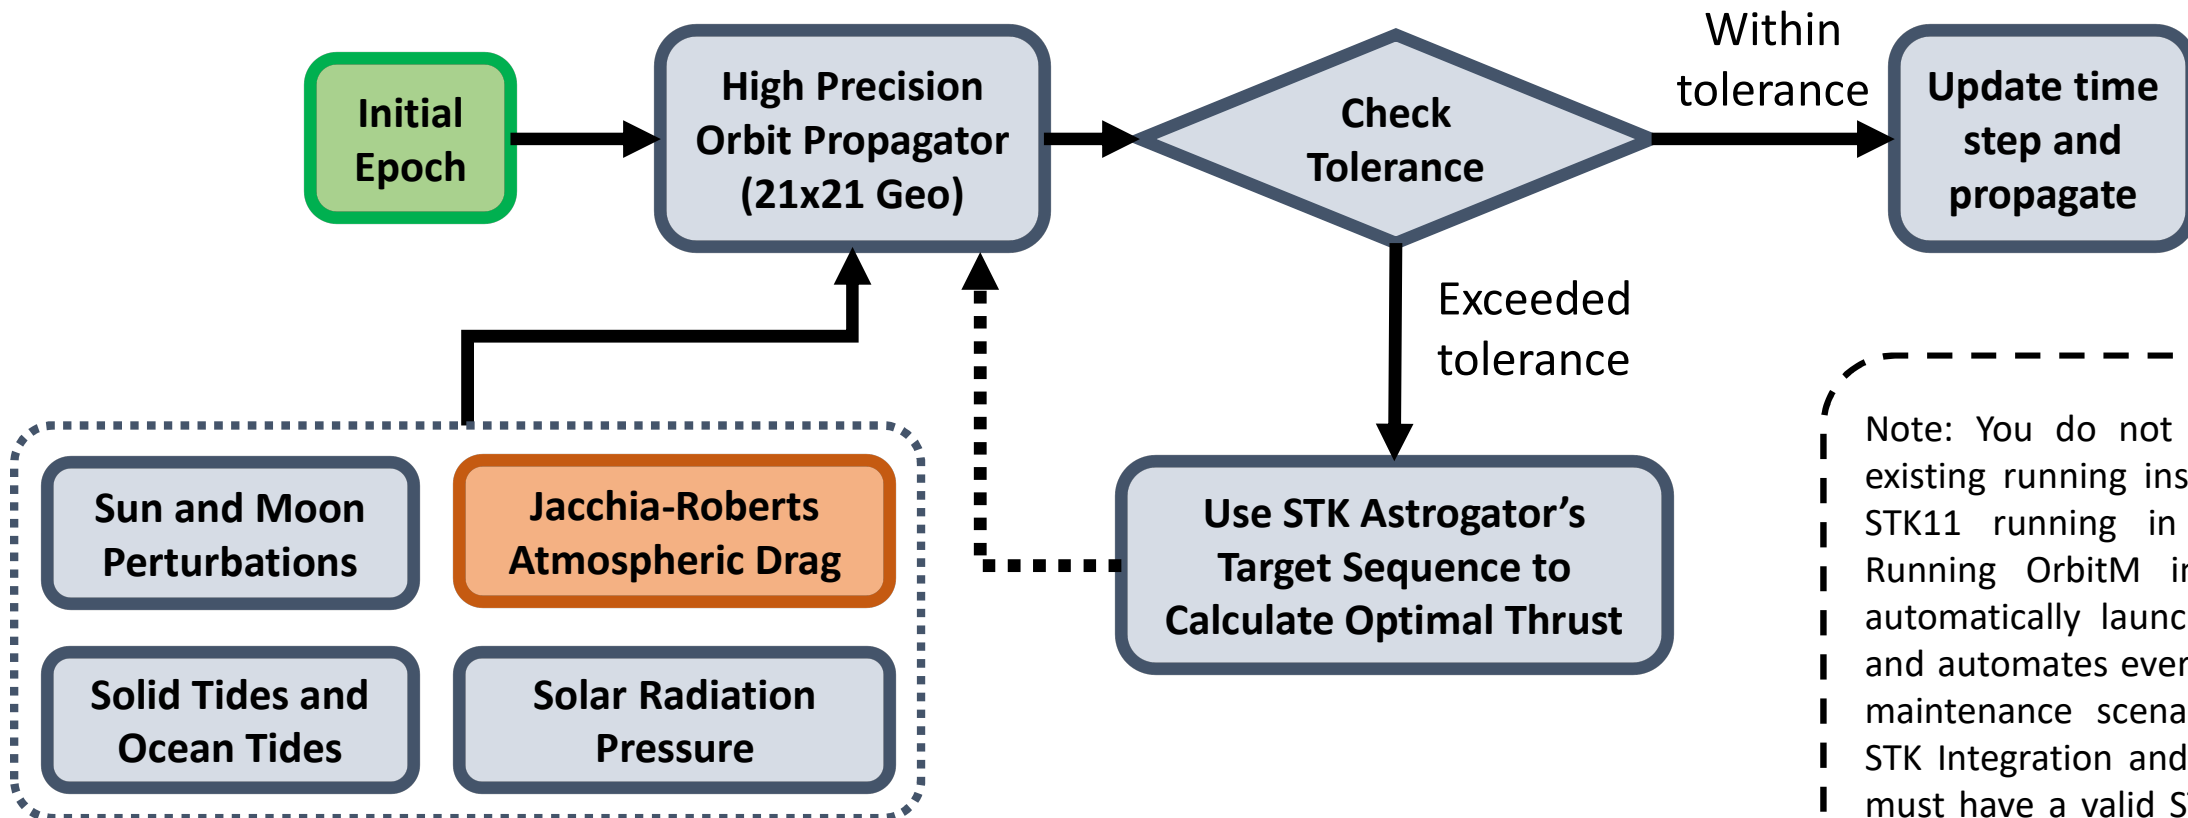 Initial
Epoch
High Precision
Orbit Propagator
(21x21 Geo)
Check
Tolerance
Within
tolerance
Update time
step and
propagate
Exceeded
tolerance
Use STK Astrogator's
Target Sequence to
Calculate Optimal Thrust
Sun and Moon
Perturbations
Jacchia-Roberts
Atmospheric Drag
Solid Tides and
Ocean Tides
Solar Radiation
Pressure
Note: You do not
existing running
STK11 running in
Running OrbitM
automatically
and automates
maintenance
STK Integration and
must have a valid